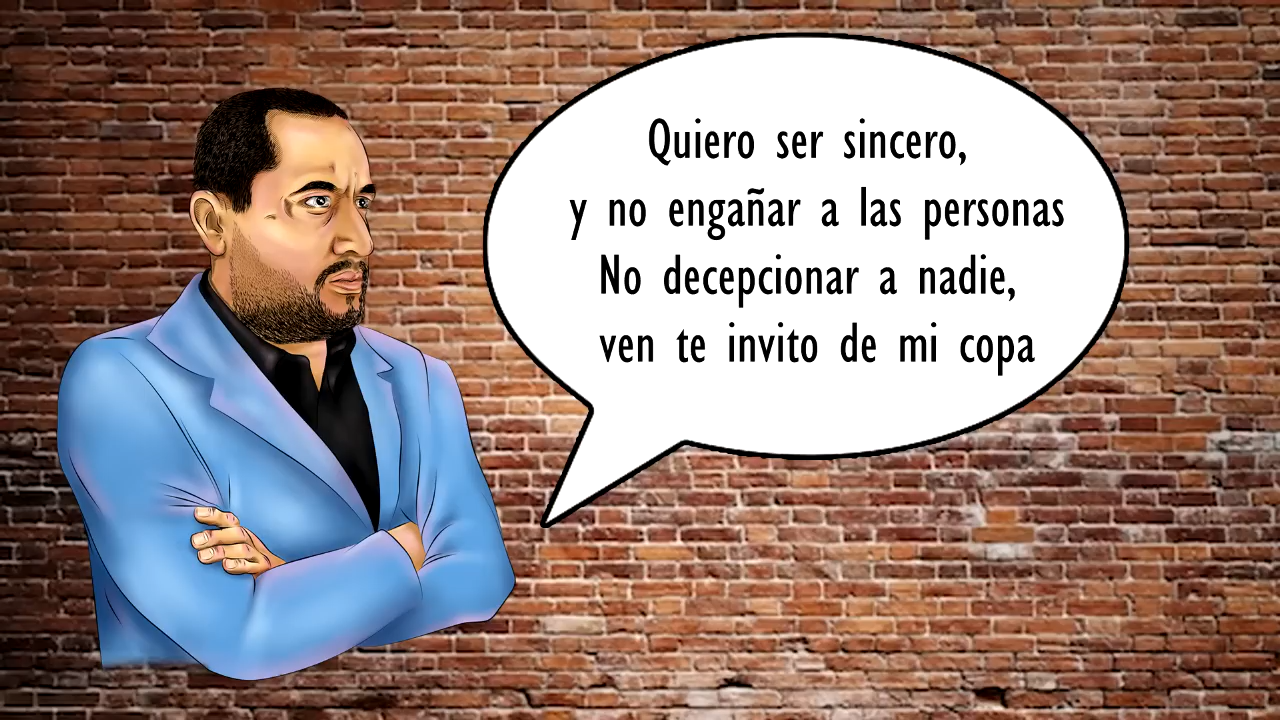 Quiero ser sincero,
y no engañar a las personas
No decepcionar a nadie,
ven te invito de mi copa